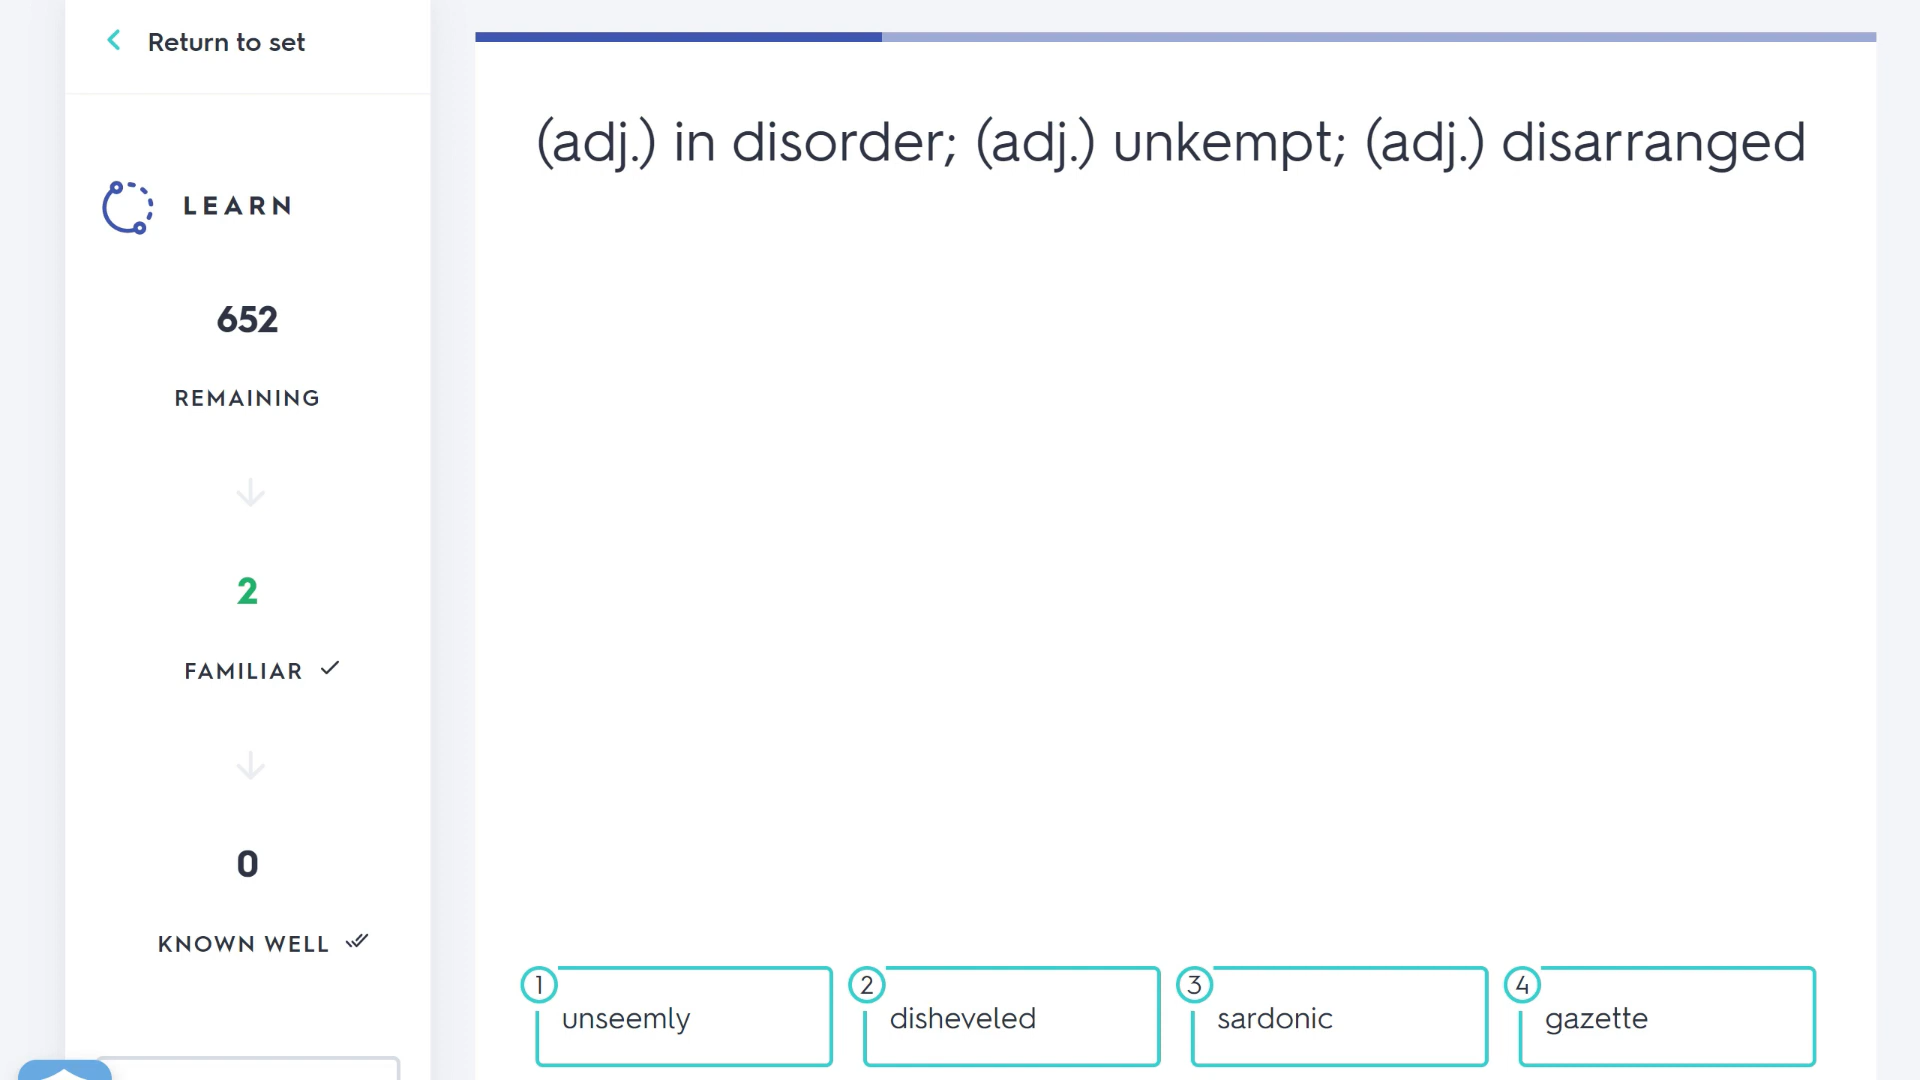 Return to set
LEARN
652
REMAINING
2
FAMILIAR
0
KNOWN WELL
(adj.) in disorder; (adj.) unkempt; (adj.) disarranged
1
unseemly
2
disheveled
3
sardonic
4
gazette